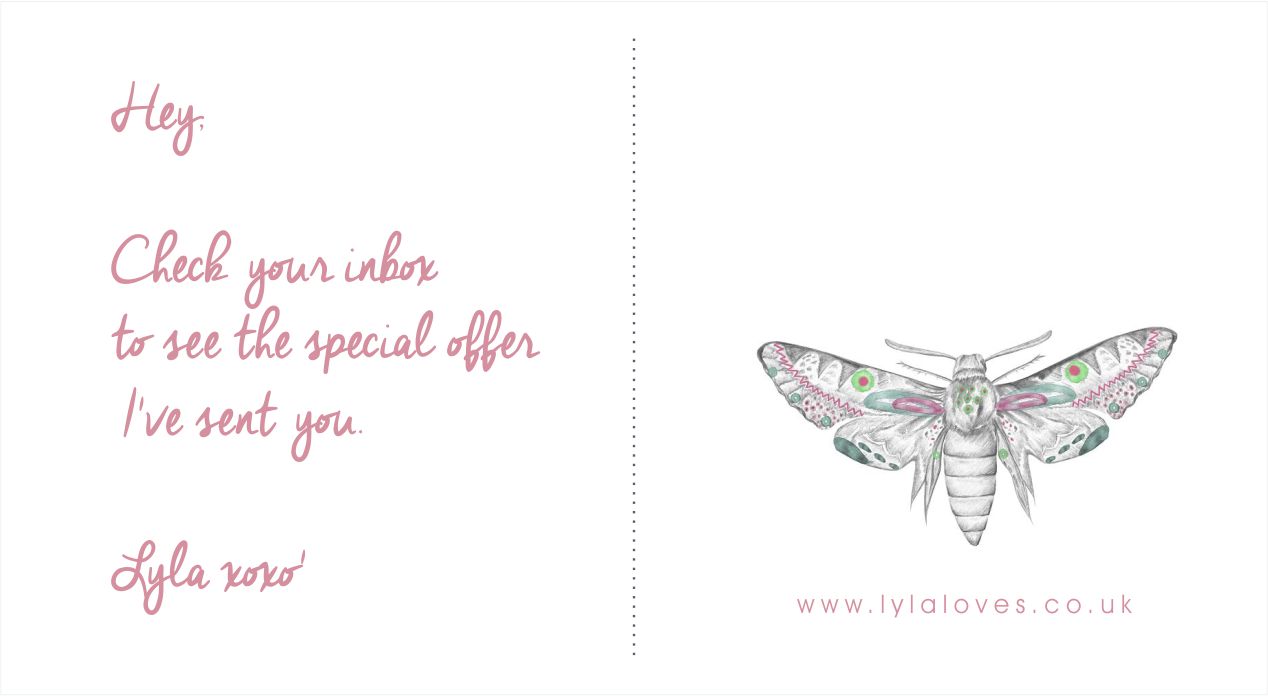 Hey,
Check your inbox
to see the special offer
I've sent you.
Lyla xoxo'
www.lylaloves.co.uk